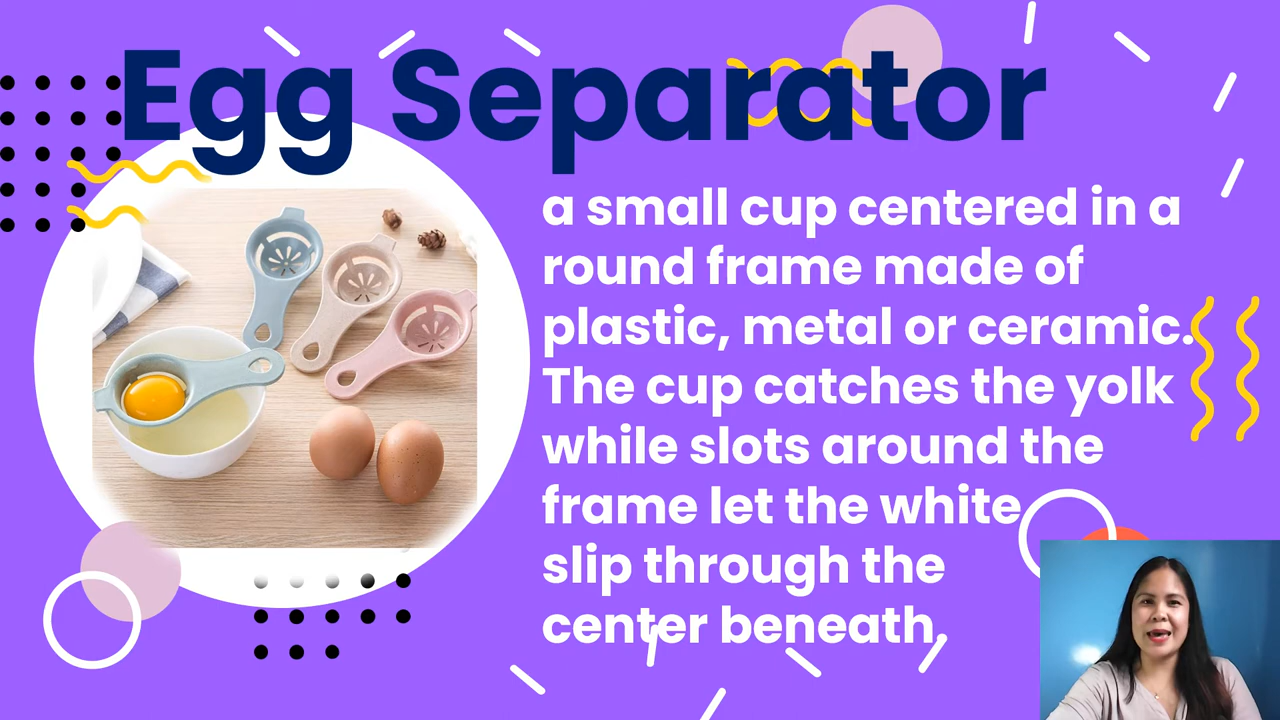 Egg Separator
a small cup centered in a
round frame made of
plastic, metal or ceramic.
The cup catches the yolk
while slots around the
frame let the white
slip through the
center beneath,